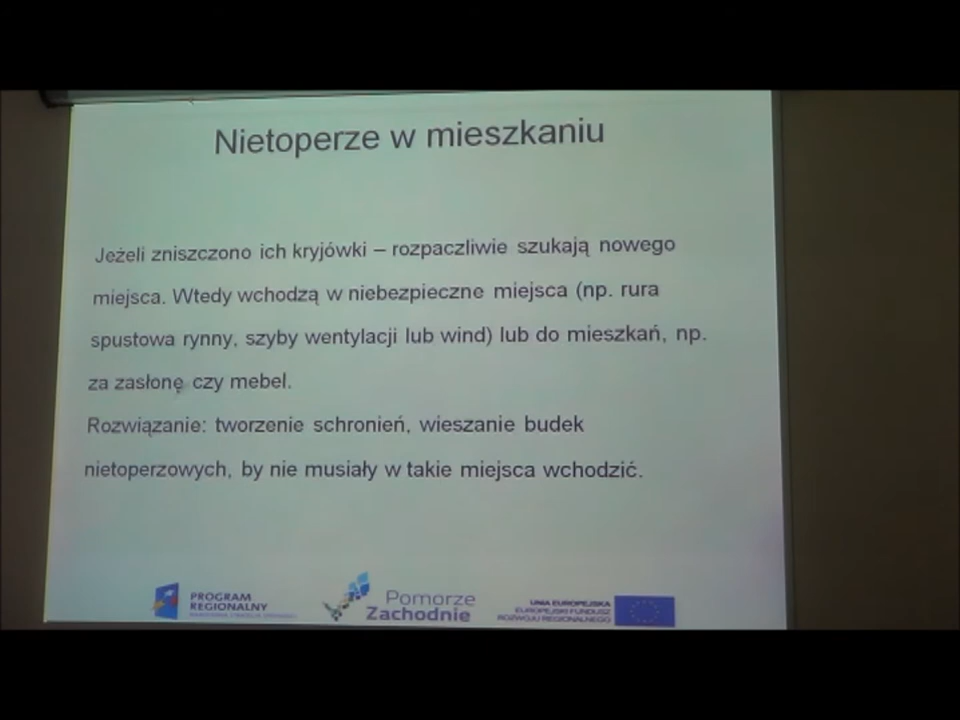 Nietoperze w mieszkaniu
Jeżeli zniszczono ich kryjówki – rozpaczliwie szukają nowego
miejsca. Wtedy wchodzą w niebezpieczne miejsca (np. rura
spustowa rynny, szyby wentylacji lub wind) lub do mieszkań, np.
za zasłonę czy mebel.
Rozwiązanie: tworzenie schronień, wieszanie budek
nietoperzowych, by nie musiały w takie miejsca wchodzić.
PROGRAM
REGIONALNY
Pomorze
Zachodnie
UNIA EUROPEJSKA
EUROPEJSKI FUNDUSZ
ROZWOJU REGIONALNEGO